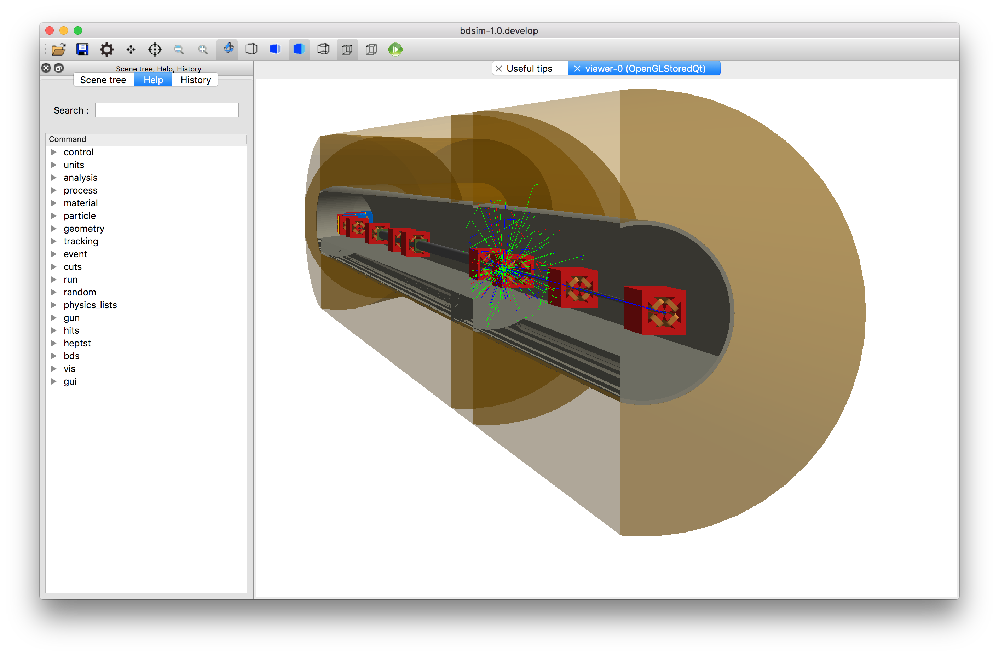 bdsim-1.0.develop
Scene tree, Help, History
Useful tips
viewer-0 (OpenGLStoredQt)
Scene tree
Help
History
Search :
Command
control
units
analysis
process
material
particle
geometry
tracking
event
cuts
run
random
physics_lists
gun
hits
heptst
bds
vis
gui